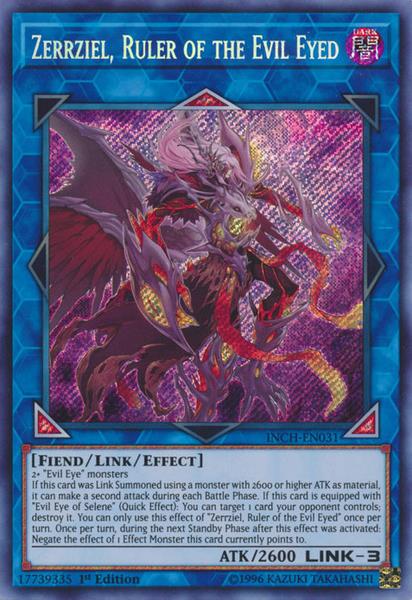 Zerrziel, Ruler of the Evil Eyed
DARK
闇
INCH-EN031
[Fiend/Link/Effect]
2+ "Evil Eye" monsters
If this card was Link Summoned using a monster with 2600 or higher ATK as material,
it can make a second attack during each Battle Phase. If this card is equipped with
"Evil Eye of Selene" (Quick Effect): You can target 1 card your opponent controls;
destroy it. You can only use this effect of "Zerrziel, Ruler of the Evil Eyed" once per
turn. Once per turn, during the next Standby Phase after this effect was activated:
Negate the effect of 1 Effect Monster this card currently points to.
ATK/2600 LINK-3
17739335 1st Edition ©1996 KAZUKI TAKAHASHI